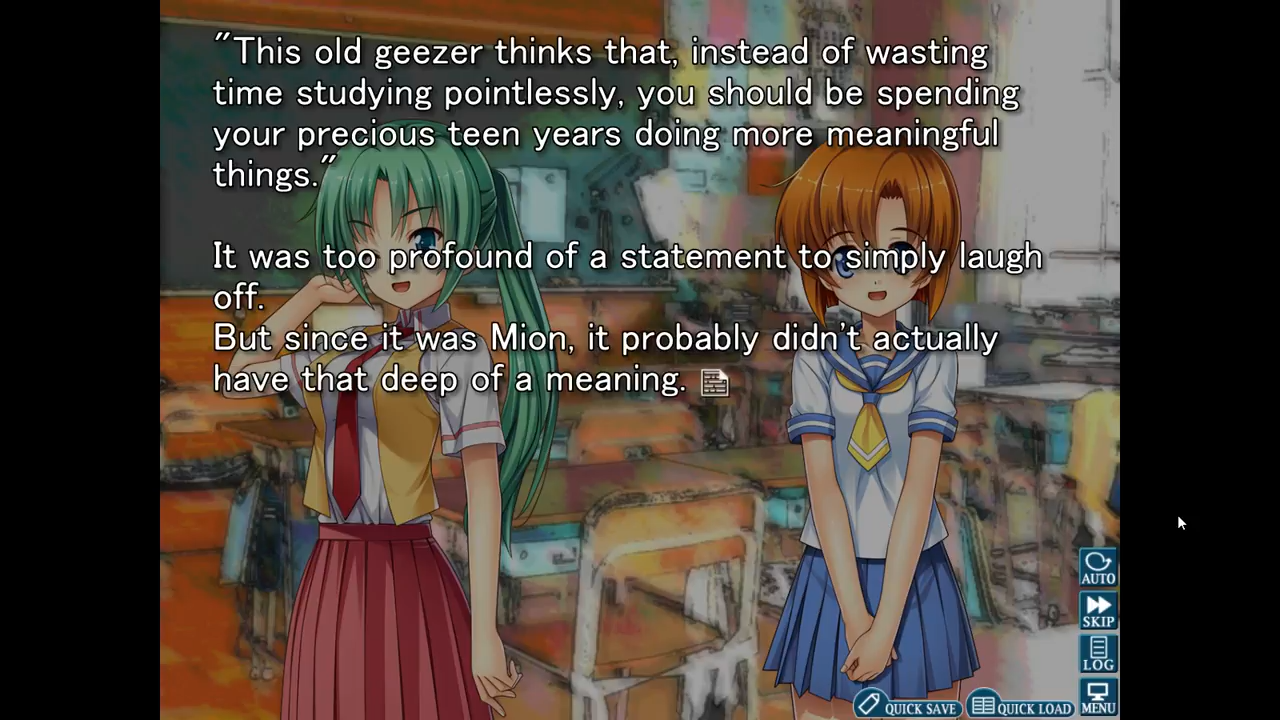 "This old geezer thinks that, instead of wasting
time studying pointlessly, you should be spending
your precious teen years doing more meaningful
things."
It was too profound of a statement to simply laugh
off.
But since it was Mion, it probably didn't actually
have that deep of a meaning.
AUTO
SKIP
LOG
MENU
QUICK SAVE
QUICK LOAD